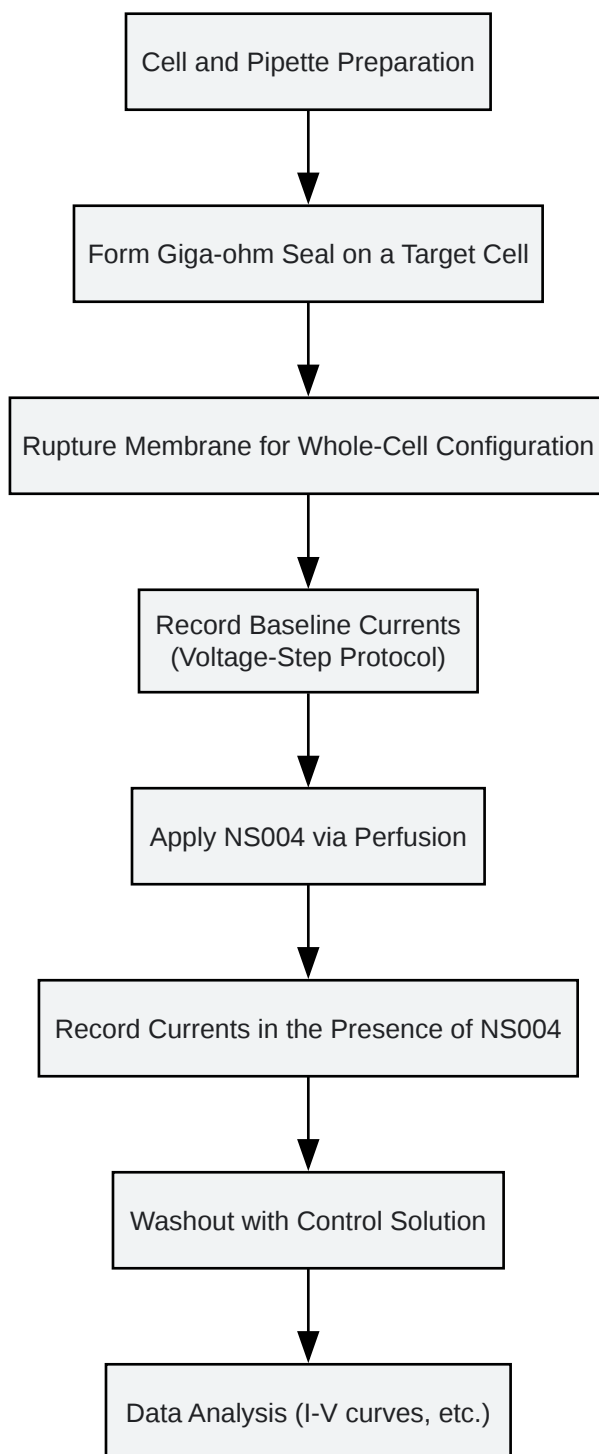 Cell and Pipette Preparation
Form Giga-ohm Seal on a Target Cell
Rupture Membrane for Whole-Cell Configuration
Record Baseline Currents
(Voltage-Step Protocol)
Apply NS004 via Perfusion
Record Currents in the Presence of NS004
Washout with Control Solution
Data Analysis (I-V curves, etc.)